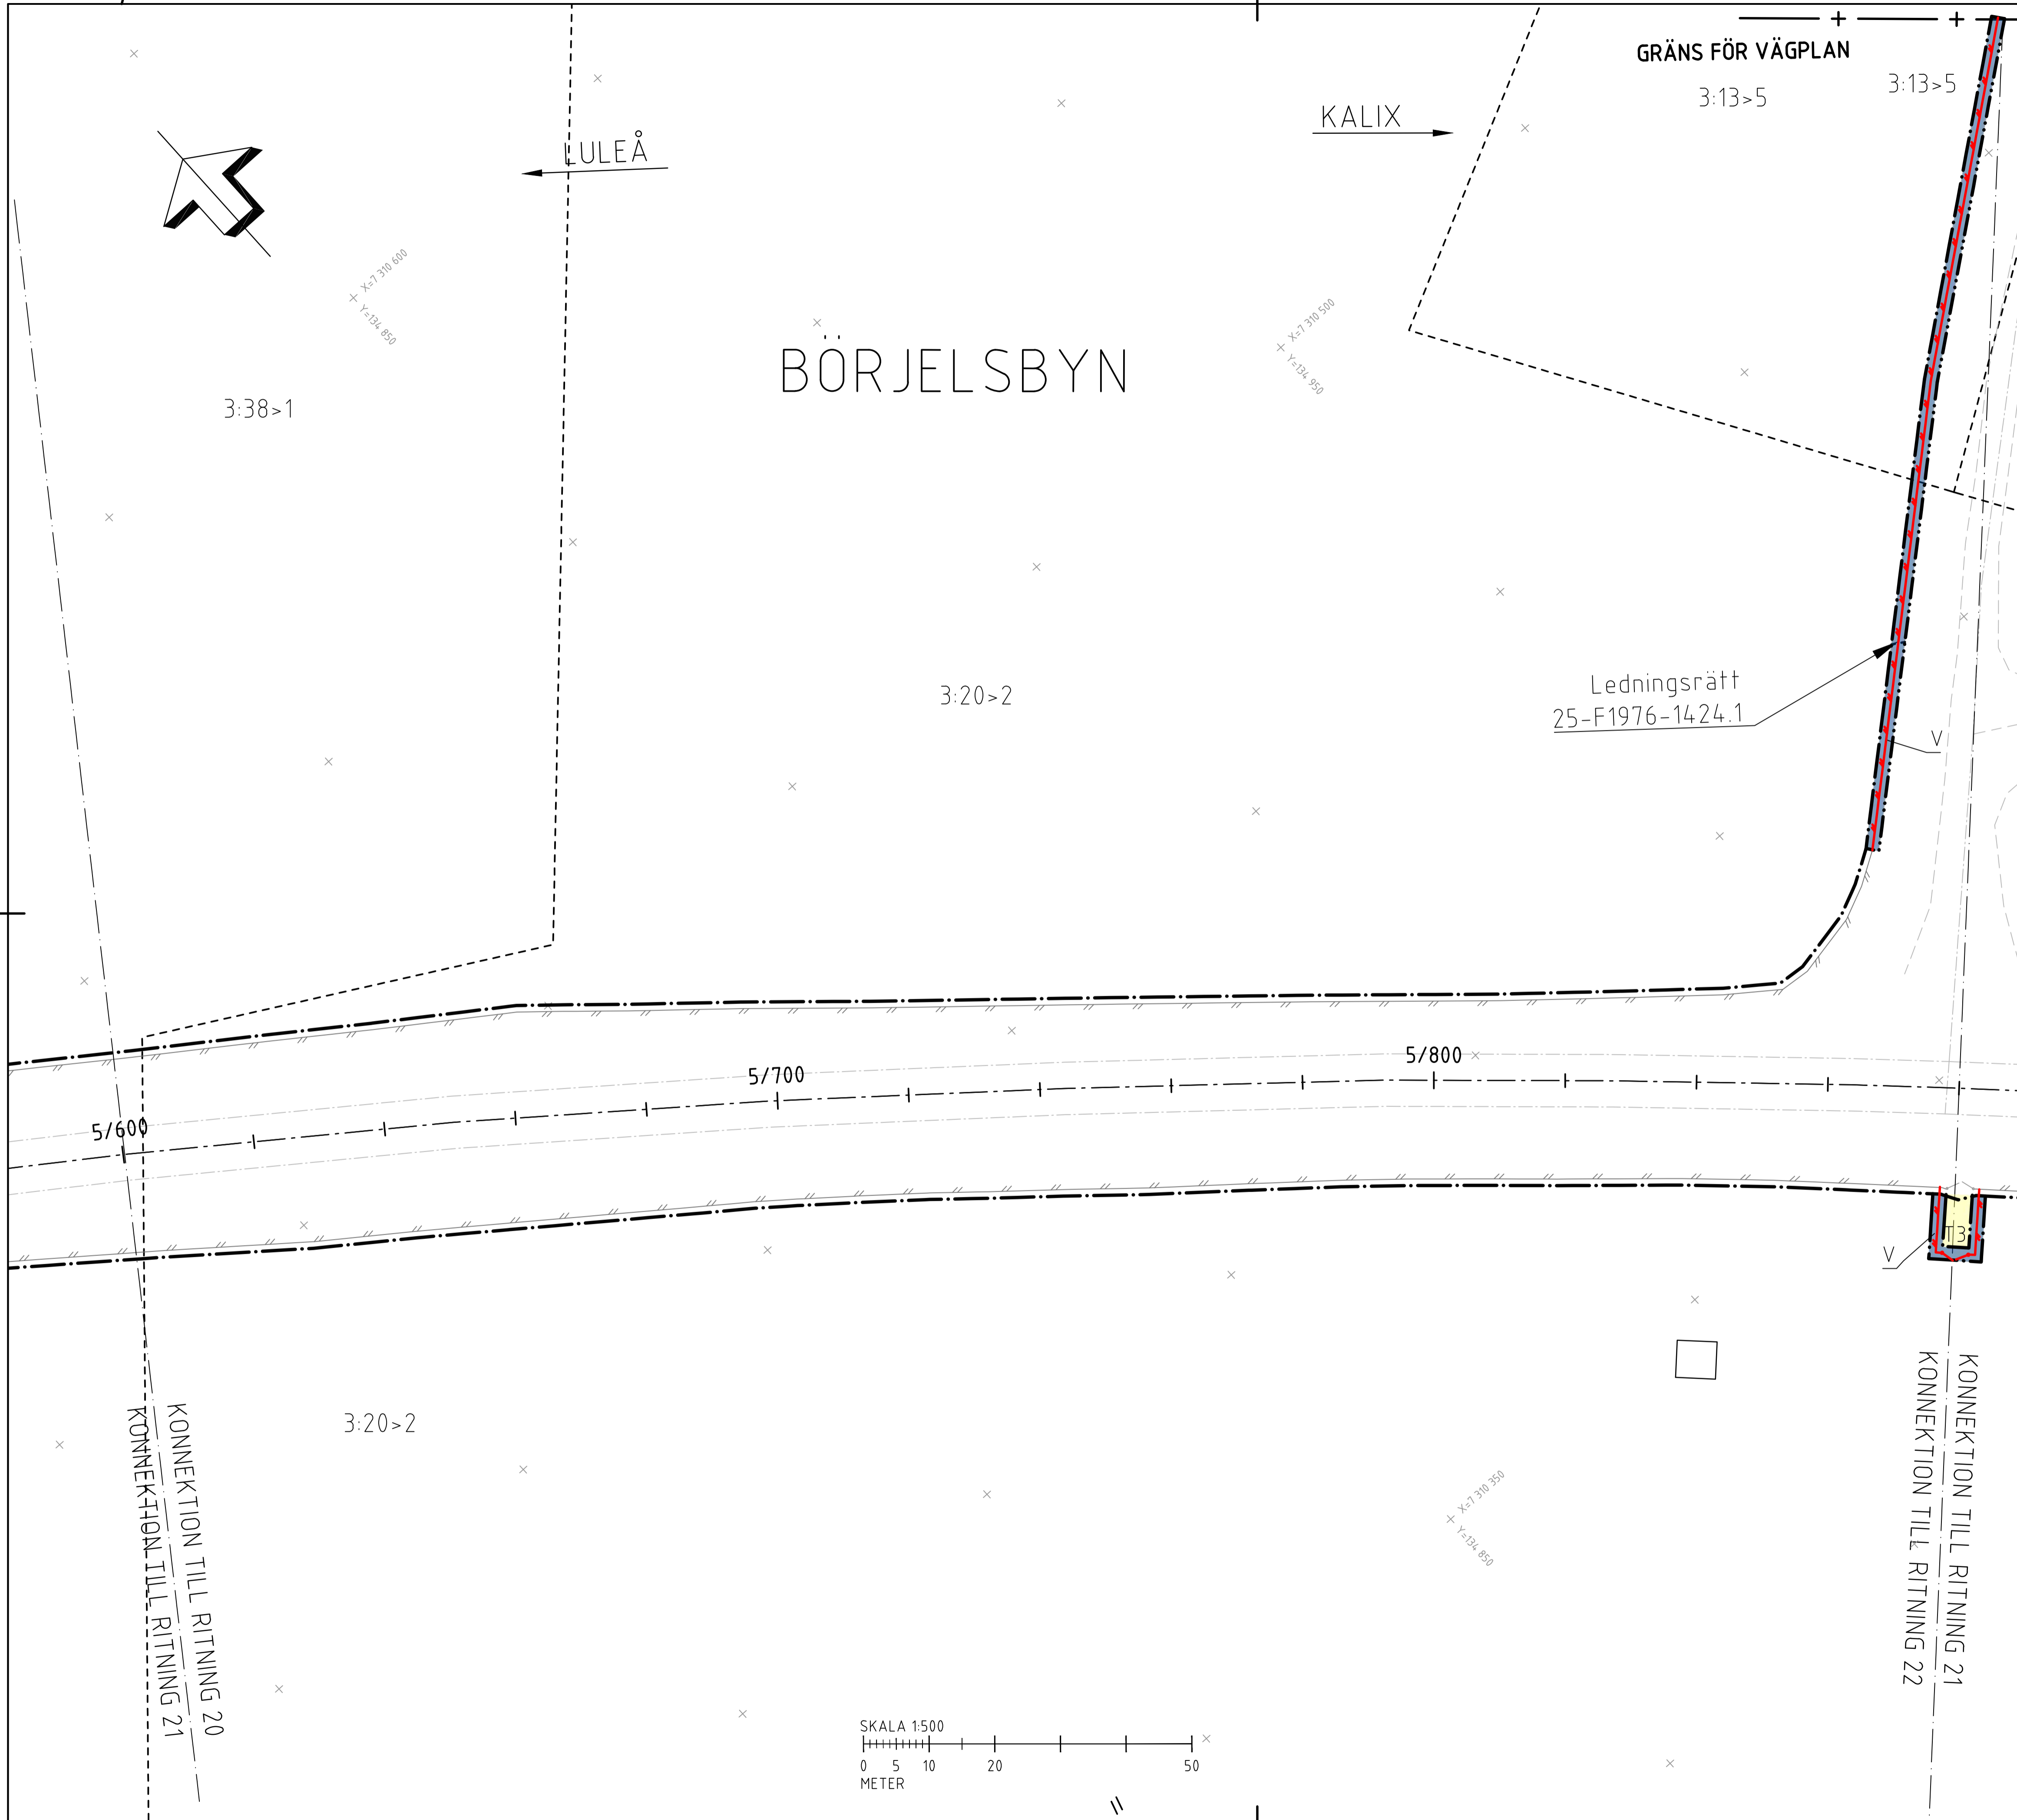 GRÄNS FÖR VÄGPLAN
3:13>5
3:13>5
KALIX
LULEÅ
X=7 310 600
Y=134 850
X=7 310 500
Y=134 950
BÖRJELSBYN
3:38>1
3:20>2
Ledningsrätt
25-F1976-1424.1
V
5/600
5/700
5/800
T3
V
3:20>2
KONNEKTION TILL RITNING 20
KONNEKTION TILL RITNING 21
KONNEKTION TILL RITNING 21
KONNEKTION TILL RITNING 22
X=7 310 350
Y=134 850
SKALA 1:500
0 5 10 20 50
METER